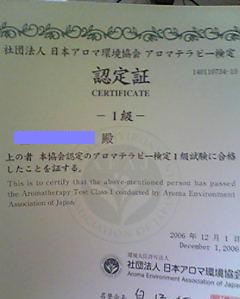 社団法人 日本アロマ環境協会 アロマテラピー検定
認定証
CERTIFICATE
－1級－
殿
上の者 本協会認定のアロマテラピー検定1級試験に合格
したことを証する。
This is to certify that the above-mentioned person has passed
the Aromatherapy Test Class I conducted by Aroma Environment
Association of Japan.
2006 年 12 月 1
December 1, 2006
社団法人 日本アロマ環境協
Aroma Environment Association of